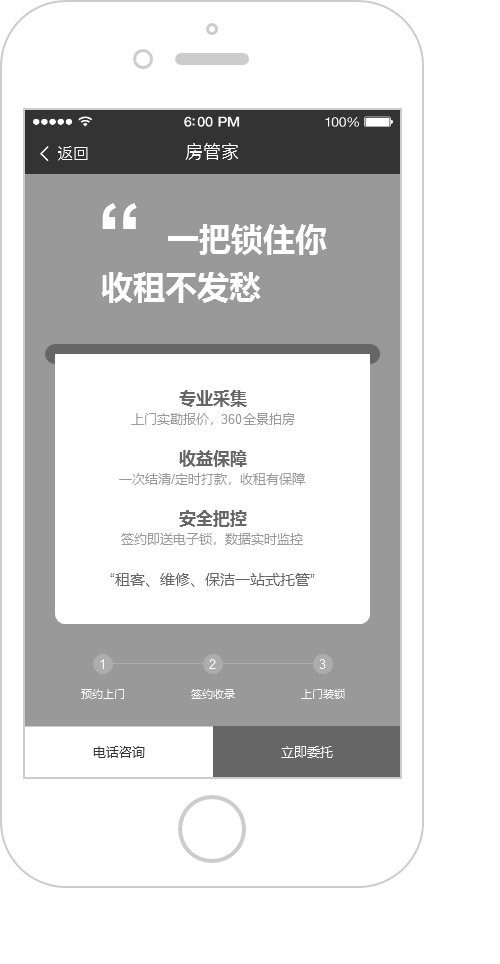 6:00 PM
100%
返回
房管家
“
一把锁住你
收租不发愁
专业采集
上门实勘报价，360全景拍房
收益保障
一次结清/定时打款，收租有保障
安全把控
签约即送电子锁，数据实时监控
“租客、维修、保洁一站式托管”
1
2
3
预约上门
签约收录
上门装锁
电话咨询
立即委托